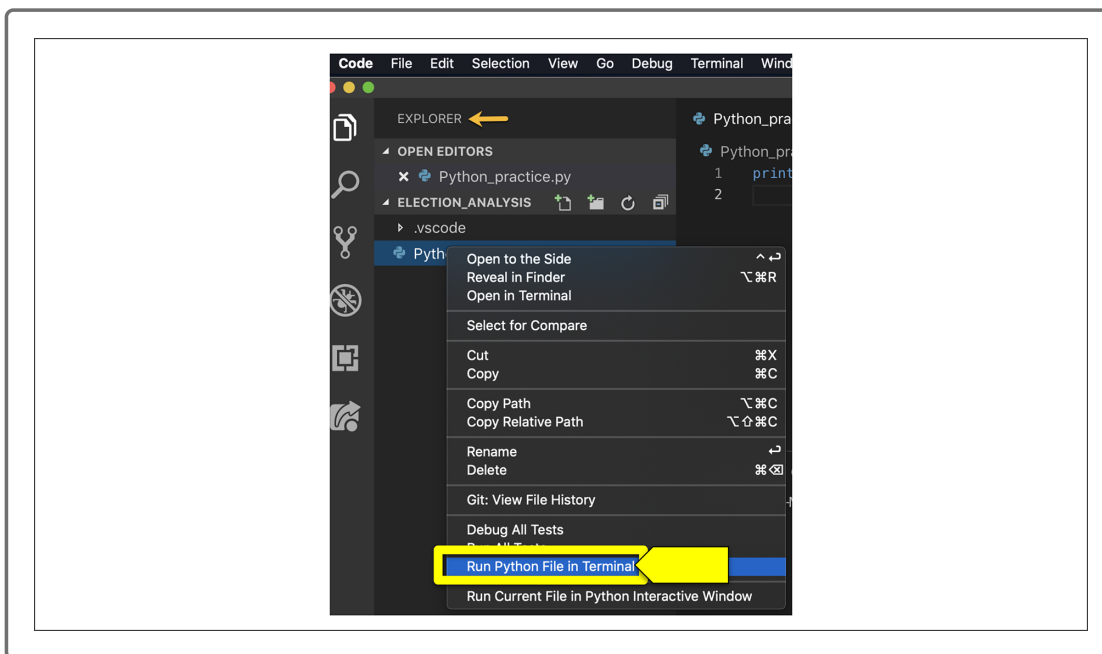 Code File Edit Selection View Go Debug Terminal Wind
EXPLORER
OPEN EDITORS
Python_practice.py
ELECTION_ANALYSIS
.vscode
Pyth
Python_pra
Python_pra
1 print
2
Open to the Side ^↩
Reveal in Finder ⌥⌘R
Open in Terminal
Select for Compare
Cut ⌘X
Copy ⌘C
Copy Path ⌥⌘C
Copy Relative Path ⌥⇧⌘C
Rename ↩
Delete ⌘⌫
Git: View File History
Debug All Tests
Run Python File in Terminal
Run Current File in Python Interactive Window